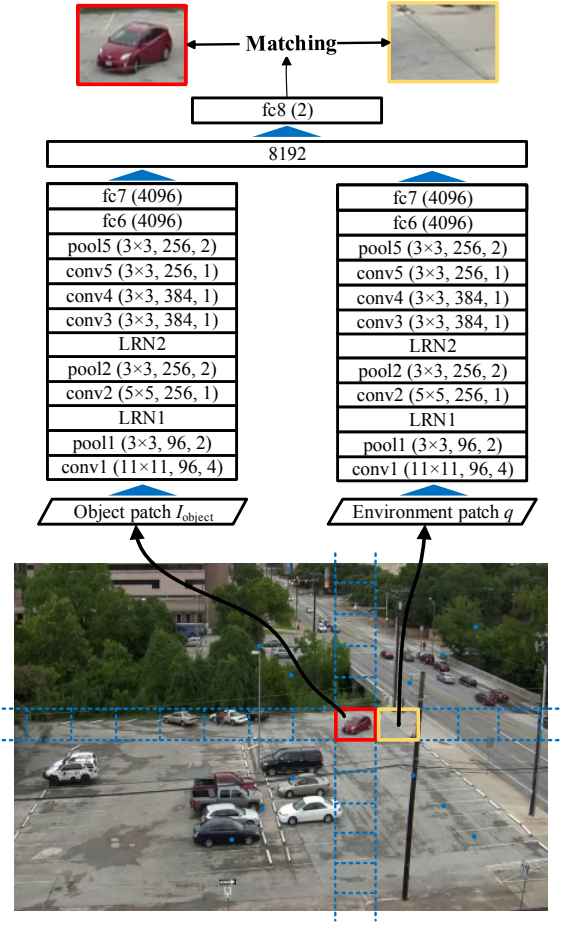 Matching
fc8 (2)
8192
fc7 (4096)
fc6 (4096)
pool5 (3×3, 256, 2)
conv5 (3×3, 256, 1)
conv4 (3×3, 384, 1)
conv3 (3×3, 384, 1)
LRN2
pool2 (3×3, 256, 2)
conv2 (5×5, 256, 1)
LRN1
pool1 (3×3, 96, 2)
conv1 (11×11, 96, 4)
Object patch I_object
fc7 (4096)
fc6 (4096)
pool5 (3×3, 256, 2)
conv5 (3×3, 256, 1)
conv4 (3×3, 384, 1)
conv3 (3×3, 384, 1)
LRN2
pool2 (3×3, 256, 2)
conv2 (5×5, 256, 1)
LRN1
pool1 (3×3, 96, 2)
conv1 (11×11, 96, 4)
Environment patch q